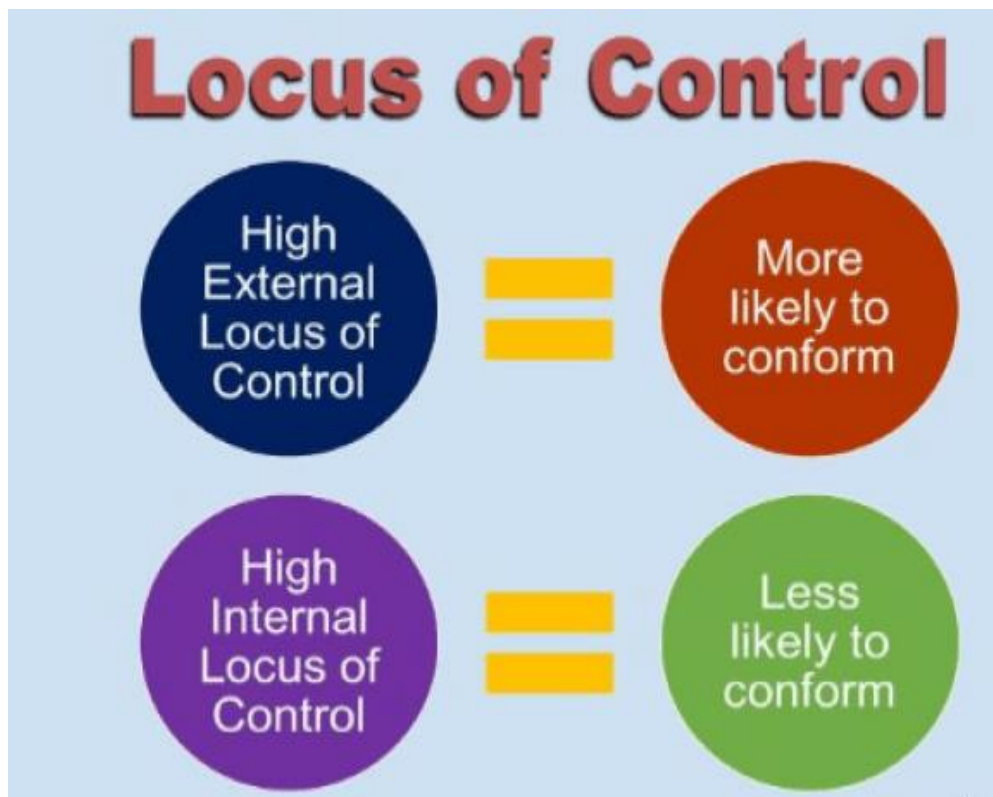 Locus of Control
High
External
Locus of
Control
More
likely to
conform
High
Internal
Locus of
Control
Less
likely to
conform